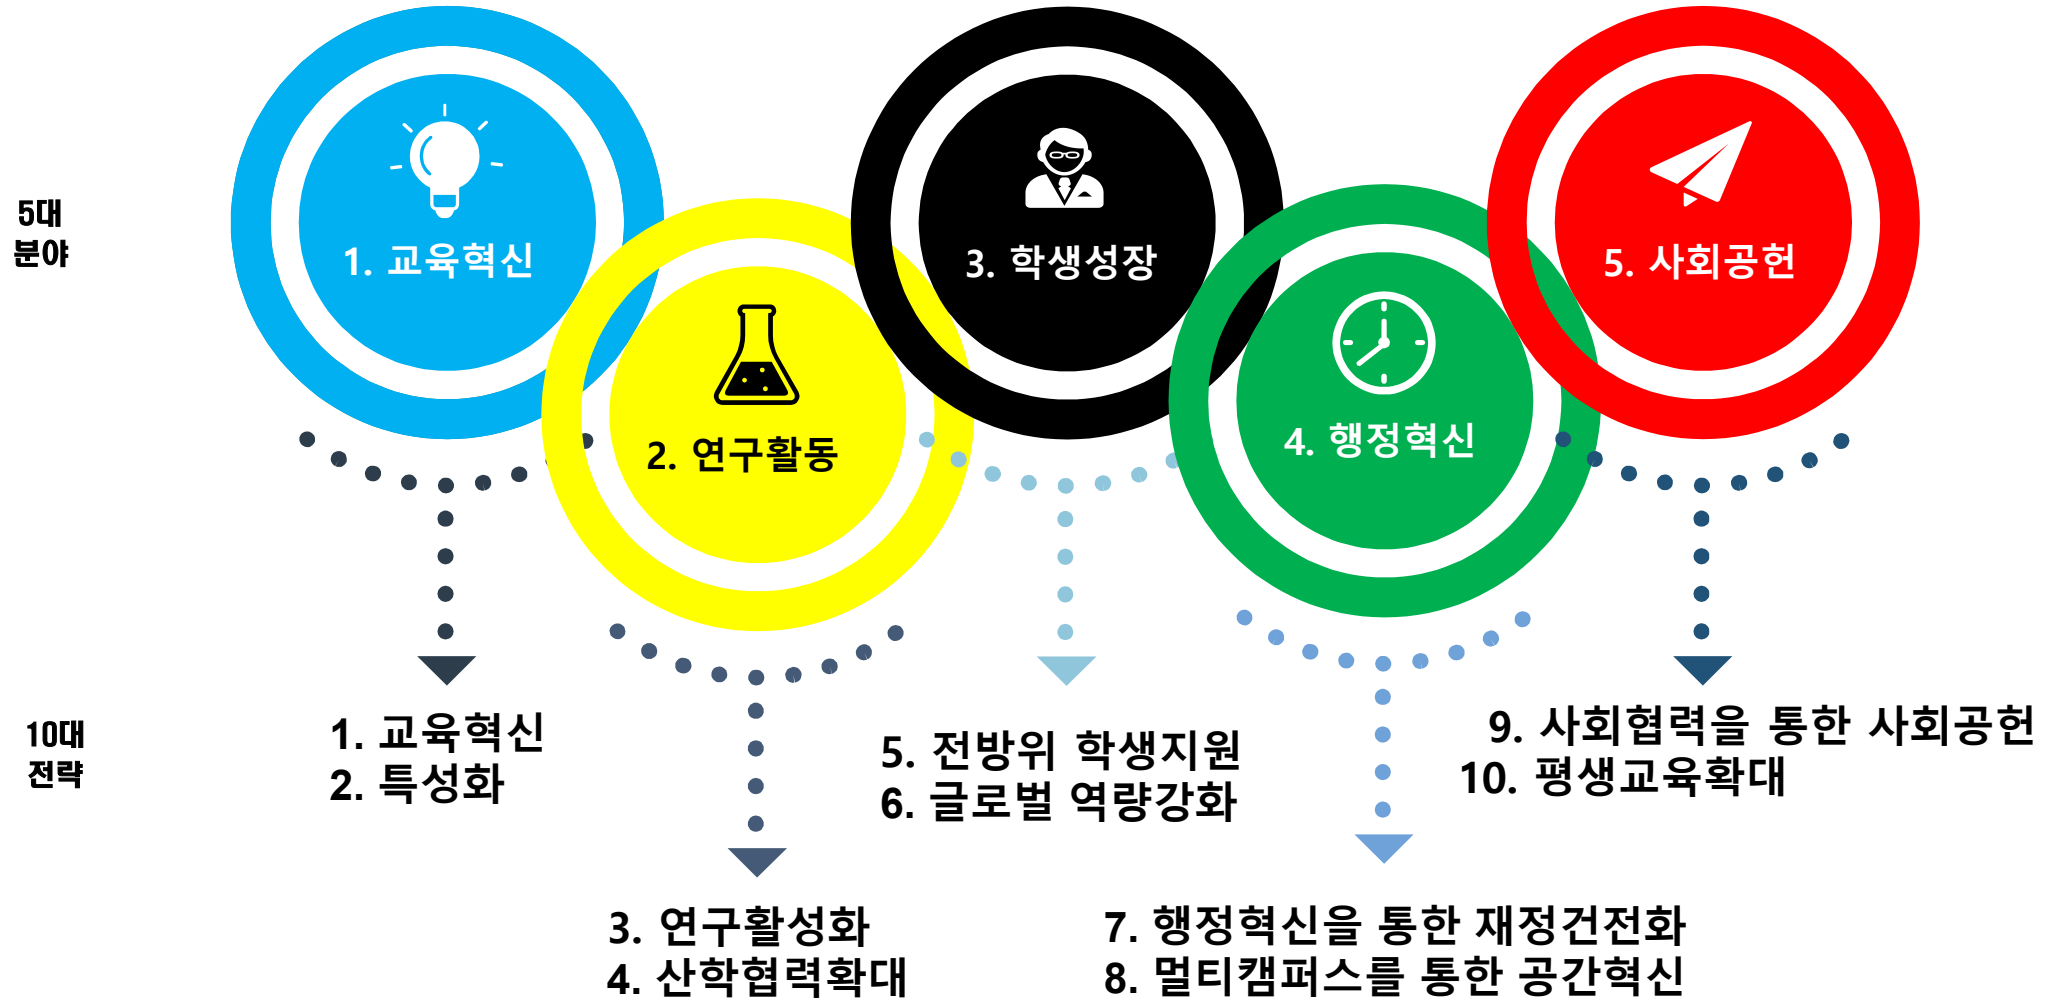 5대
분야
1. 교육혁신
2. 연구활동
3. 학생성장
4. 행정혁신
5. 사회공헌
10대
전략
1. 교육혁신
2. 특성화
3. 연구활성화
4. 산학협력확대
5. 전방위 학생지원
6. 글로벌 역량강화
7. 행정혁신을 통한 재정건전화
8. 멀티캠퍼스를 통한 공간혁신
9. 사회협력을 통한 사회공헌
10. 평생교육확대